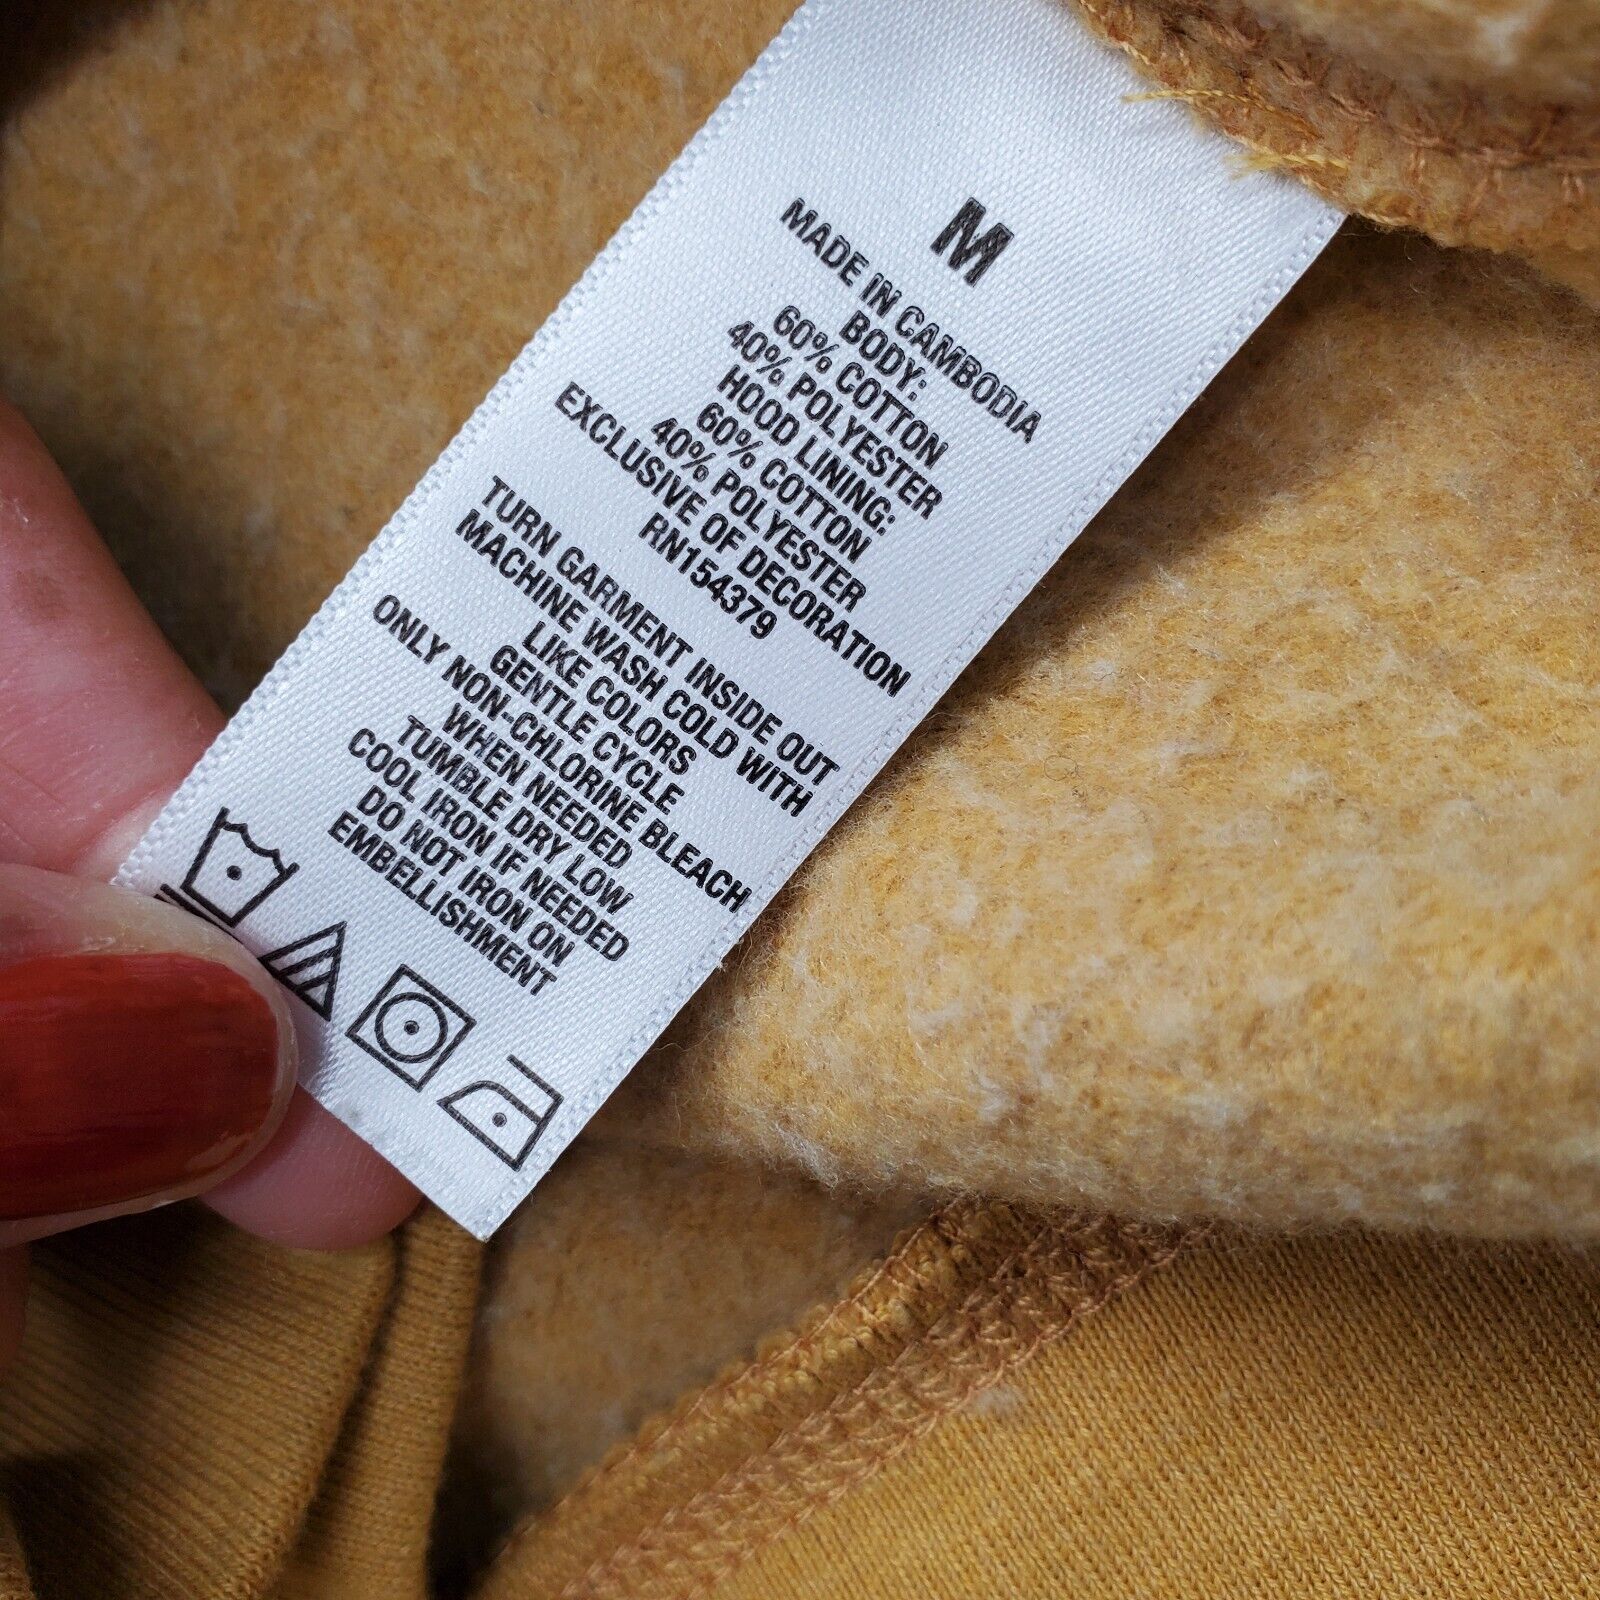 M
MADE IN CAMBODIA
BODY:
60% COTTON
40% POLYESTER
HOOD LINING:
60% COTTON
40% POLYESTER
EXCLUSIVE OF DECORATION
RN154379
TURN GARMENT INSIDE OUT
MACHINE WASH COLD WITH
LIKE COLORS
GENTLE CYCLE
ONLY NON-CHLORINE BLEACH
WHEN NEEDED
TUMBLE DRY LOW
COOL IRON IF NEEDED
DO NOT IRON ON
EMBELLISHMENT